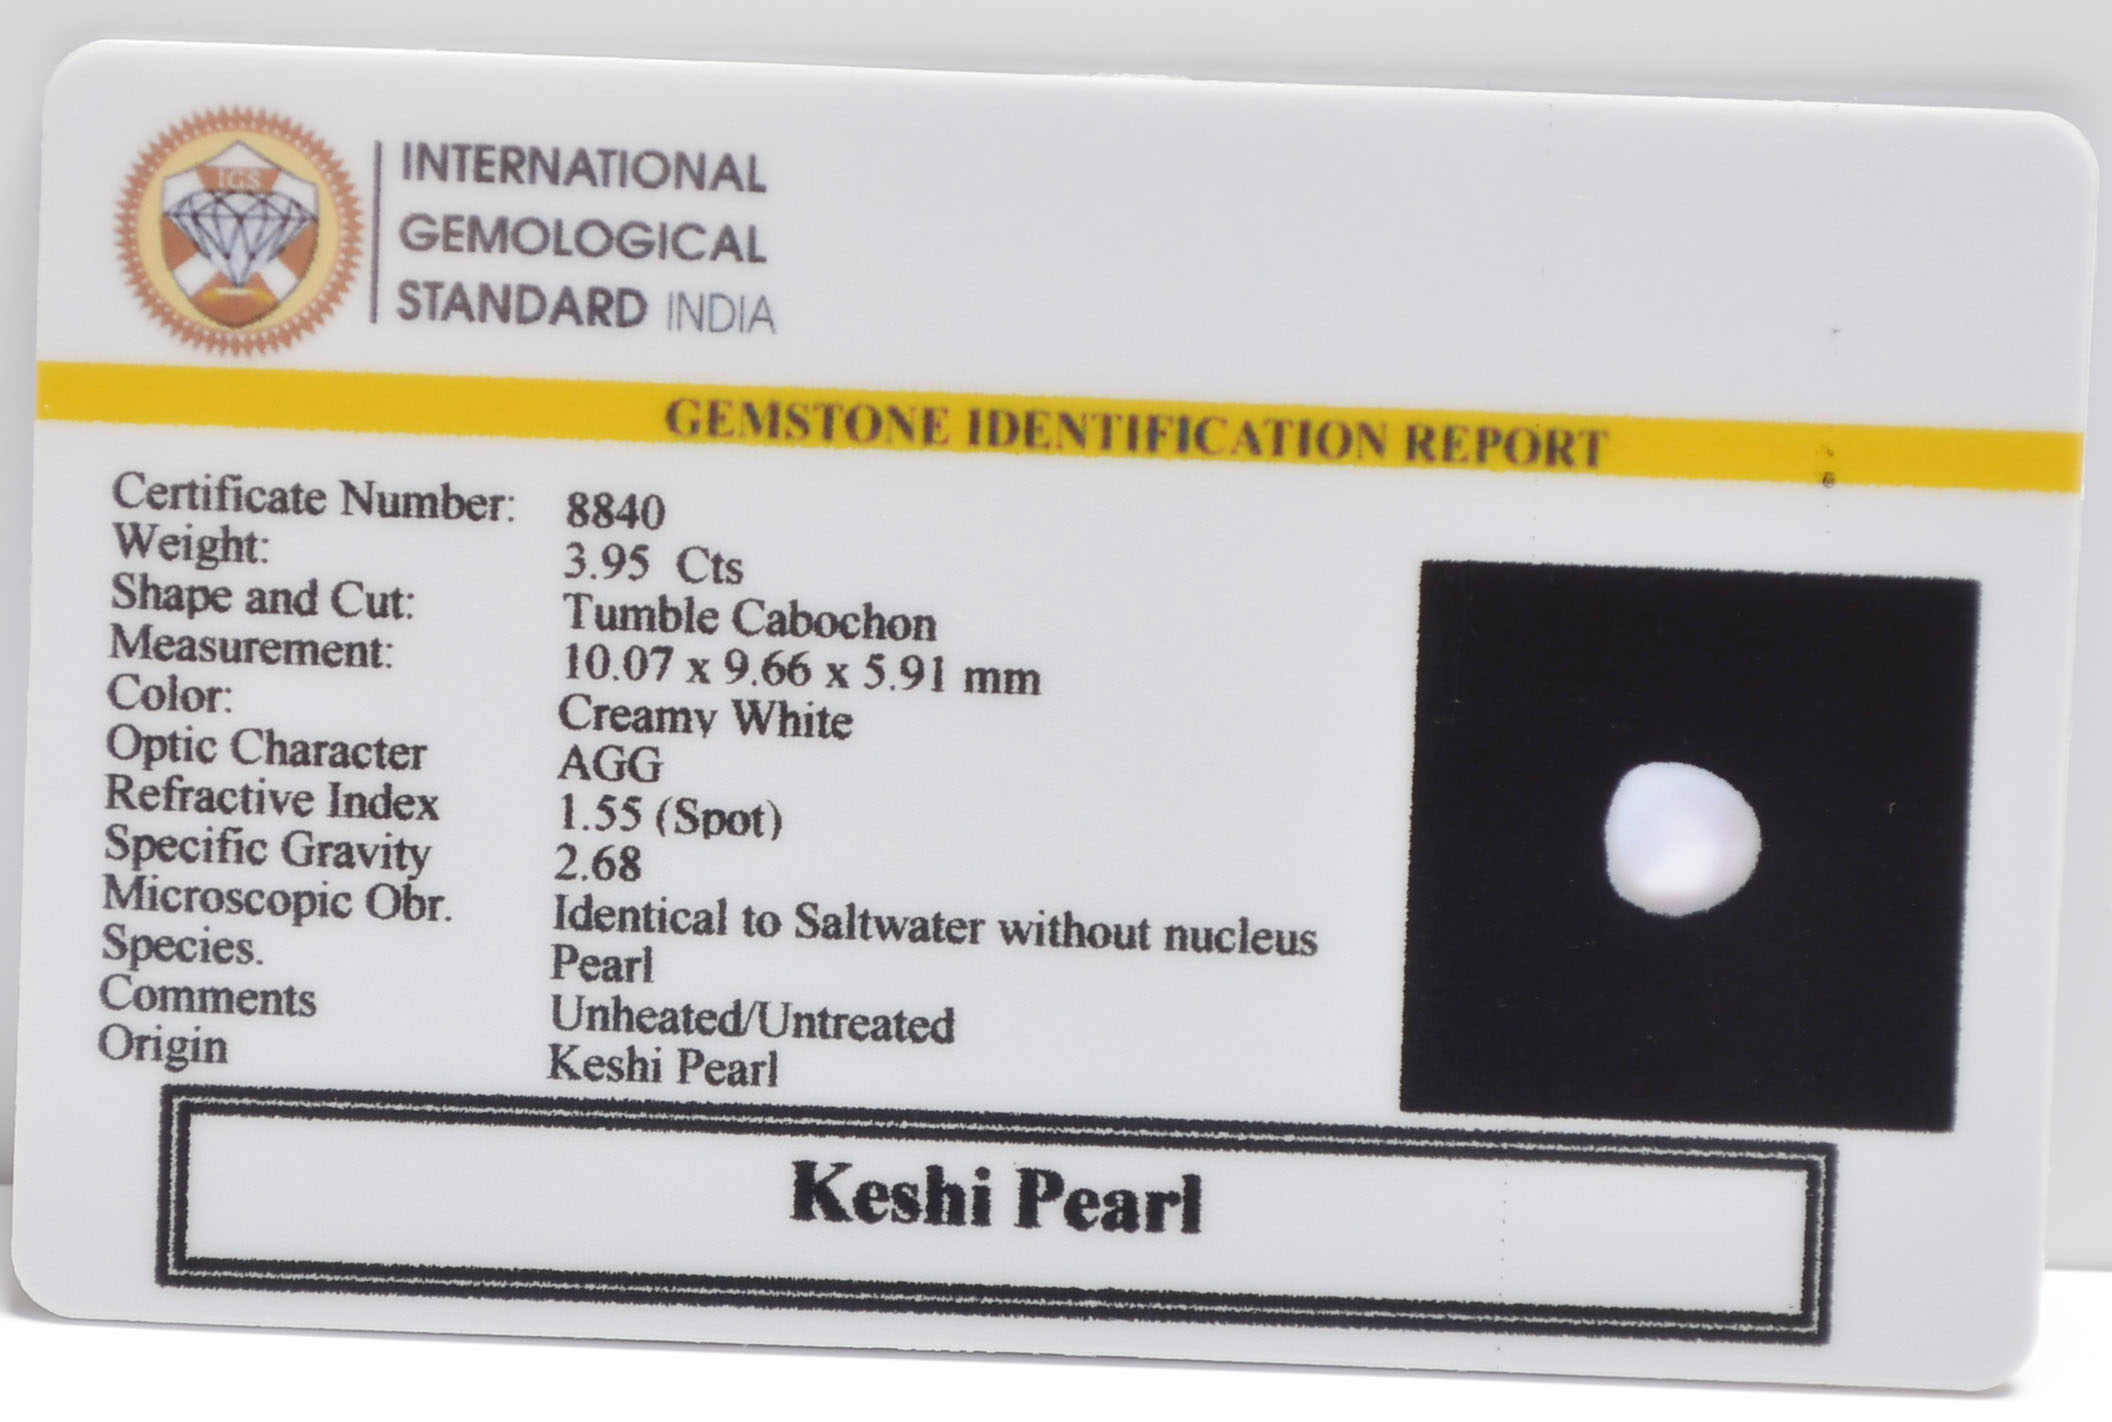 IGS
INTERNATIONAL
GEMOLOGICAL
STANDARD INDIA
GEMSTONE IDENTIFICATION REPORT
Certificate Number: 8840
Weight: 3.95 Cts
Shape and Cut: Tumble Cabochon
Measurement: 10.07 x 9.66 x 5.91 mm
Color: Creamy White
Optic Character AGG
Refractive Index 1.55 (Spot)
Specific Gravity 2.68
Microscopic Obr. Identical to Saltwater without nucleus
Species. Pearl
Comments Unheated/Untreated
Origin Keshi Pearl
Keshi Pearl